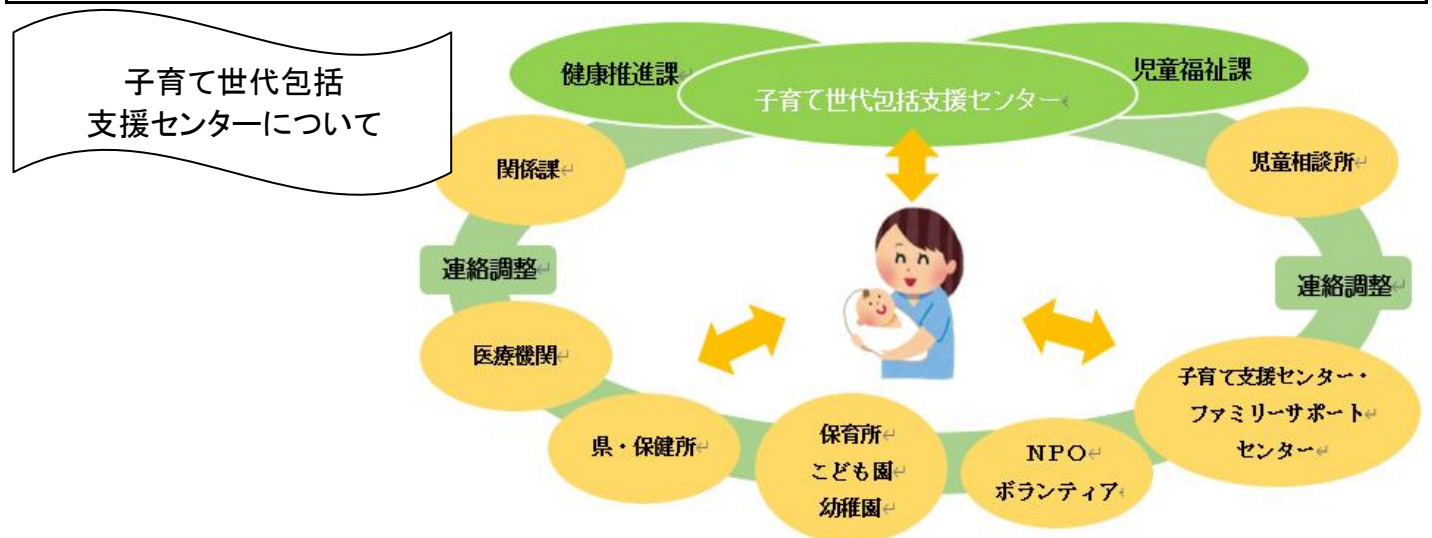 子育て世代包括
支援センターについて
健康推進課
子育て世代包括支援センター
児童福祉課
関係課
児童相談所
連絡調整
連絡調整
医療機関
子育て支援センター・
ファミリーサポート
センター
県・保健所
保育所
こども園
幼稚園
NPO
ボランティア